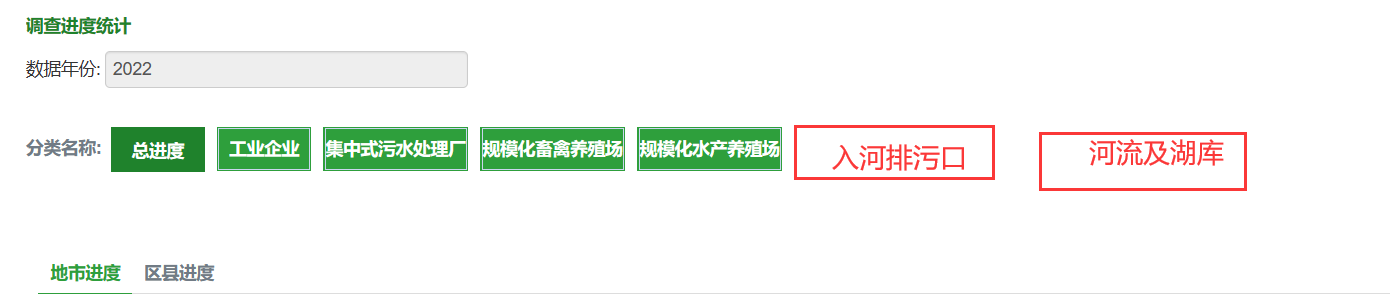 调查进度统计
数据年份: 2022
分类名称: 总进度 工业企业 集中式污水处理厂 规模化畜禽养殖场 规模化水产养殖场 入河排污口 河流及湖库
地市进度 区县进度